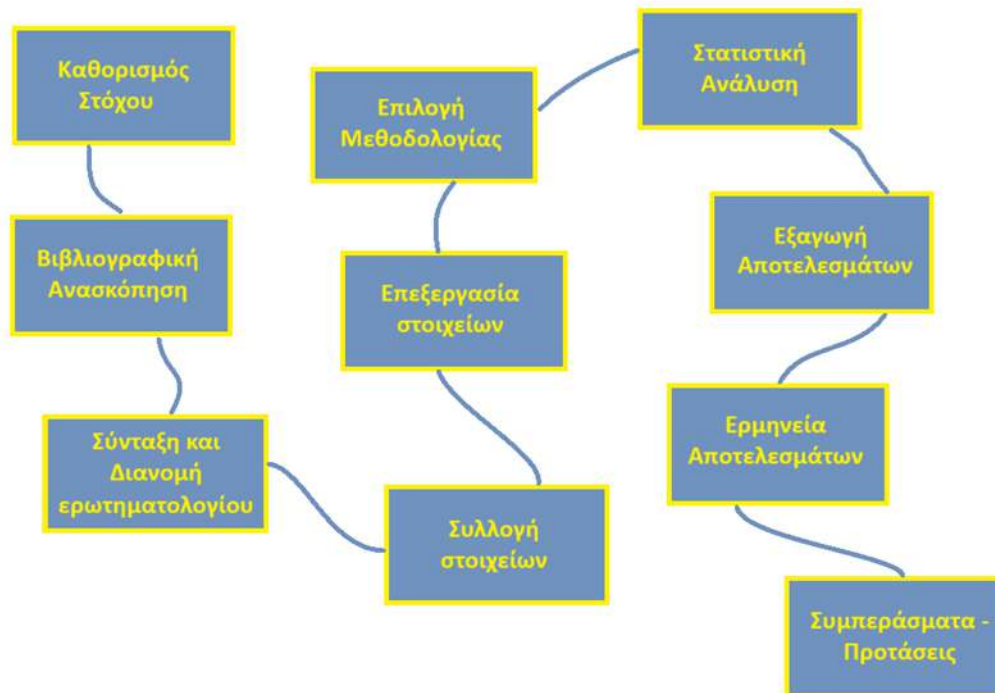 Καθορισμός
Στόχου
Βιβλιογραφική
Ανασκόπηση
Σύνταξη και
Διανομή
ερωτηματολογίου
Συλλογή
στοιχείων
Επεξεργασία
στοιχείων
Επιλογή
Μεθοδολογίας
Στατιστική
Ανάλυση
Εξαγωγή
Αποτελεσμάτων
Ερμηνεία
Αποτελεσμάτων
Συμπεράσματα -
Προτάσεις